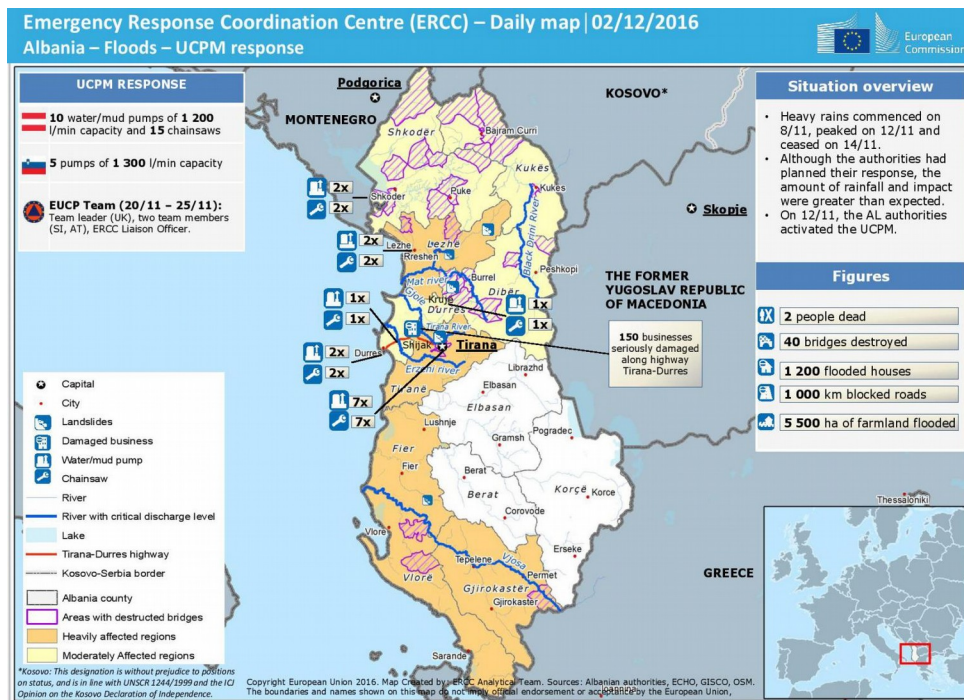 Emergency Response Coordination Centre (ERCC) – Daily map | 02/12/2016
Albania – Floods – UCPM response
European
Commission
UCPM RESPONSE
10 water/mud pumps of 1 200
l/min capacity and 15 chainsaws
5 pumps of 1 300 l/min capacity
EUCP Team (20/11 – 25/11):
Team leader (UK), two team members
(SI, AT), ERCC Liaison Officer.
Situation overview
• Heavy rains commenced on
8/11, peaked on 12/11 and
ceased on 14/11.
• Although the authorities had
planned their response, the
amount of rainfall and impact
were greater than expected.
• On 12/11, the AL authorities
activated the UCPM.
Figures
2 people dead
40 bridges destroyed
1 200 flooded houses
1 000 km blocked roads
5 500 ha of farmland flooded
Podgorica
MONTENEGRO
KOSOVO*
Shkodër
Bajram Curri
Kukës
Kukes
2x
2x
Shkoder
Puke
Skopje
2x
2x
Lezhe
Lezhë
Rreshen
Black Drini River
Peshkopi
Mat river
Burrel
Dibër
THE FORMER
YUGOSLAV REPUBLIC
OF MACEDONIA
1x
1x
Gjole
Kruje
Durrës
1x
1x
Tirana River
Shijak
Tirana
2x
2x
Durres
Erzeni river
150 businesses
seriously damaged
along highway
Tirana-Durres
Tiranë
Librazhd
7x
7x
Elbasan
Elbasan
Lushnje
Gramsh
Pogradec
Fier
Fier
Berat
Berat
Korçë
Korce
Corovode
Vlorë
Erseke
Tepelene
Vjosa
Permet
Vlorë
Gjirokastër
Gjirokaster
GREECE
Thessaloniki
Sarande
Ioannina
Capital
City
Landslides
Damaged business
Water/mud pump
Chainsaw
River
River with critical discharge level
Lake
Tirana-Durres highway
Kosovo-Serbia border
Albania county
Areas with destructed bridges
Heavily affected regions
Moderately Affected regions
*Kosovo: This designation is without prejudice to positions
on status, and is in line with UNSCR 1244/1999 and the ICJ
Opinion on the Kosovo Declaration of Independence.
Copyright European Union 2016. Map Created by: ERCC Analytical Team. Sources: Albanian authorities, ECHO, GISCO, OSM.
The boundaries and names shown on this map do not imply official endorsement or acceptance by the European Union,